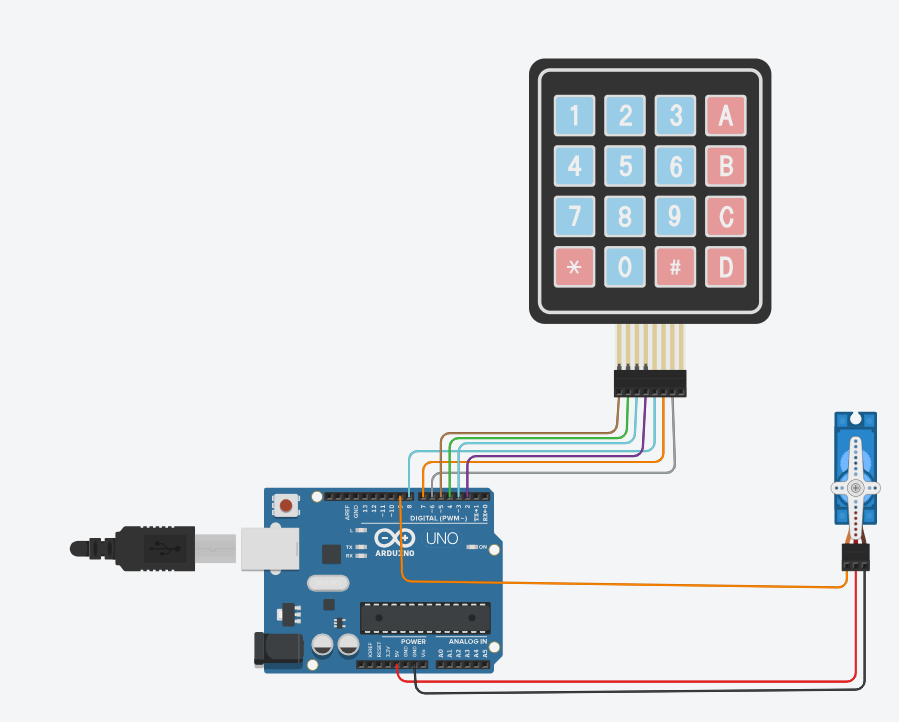 1 2 3 A
4 5 6 B
7 8 9 C
* 0 # D
AREF
GND
13
12
~11
~10
8
7
~6
~5
4
~3
2
TX→1
RX←0
DIGITAL (PWM~)
L
TX
RX
ARDUINO
UNO
ON
POWER
ANALOG IN
IOREF
RESET
3.3V
5V
GND
GND
Vin
A0
A1
A2
A3
A4
A5